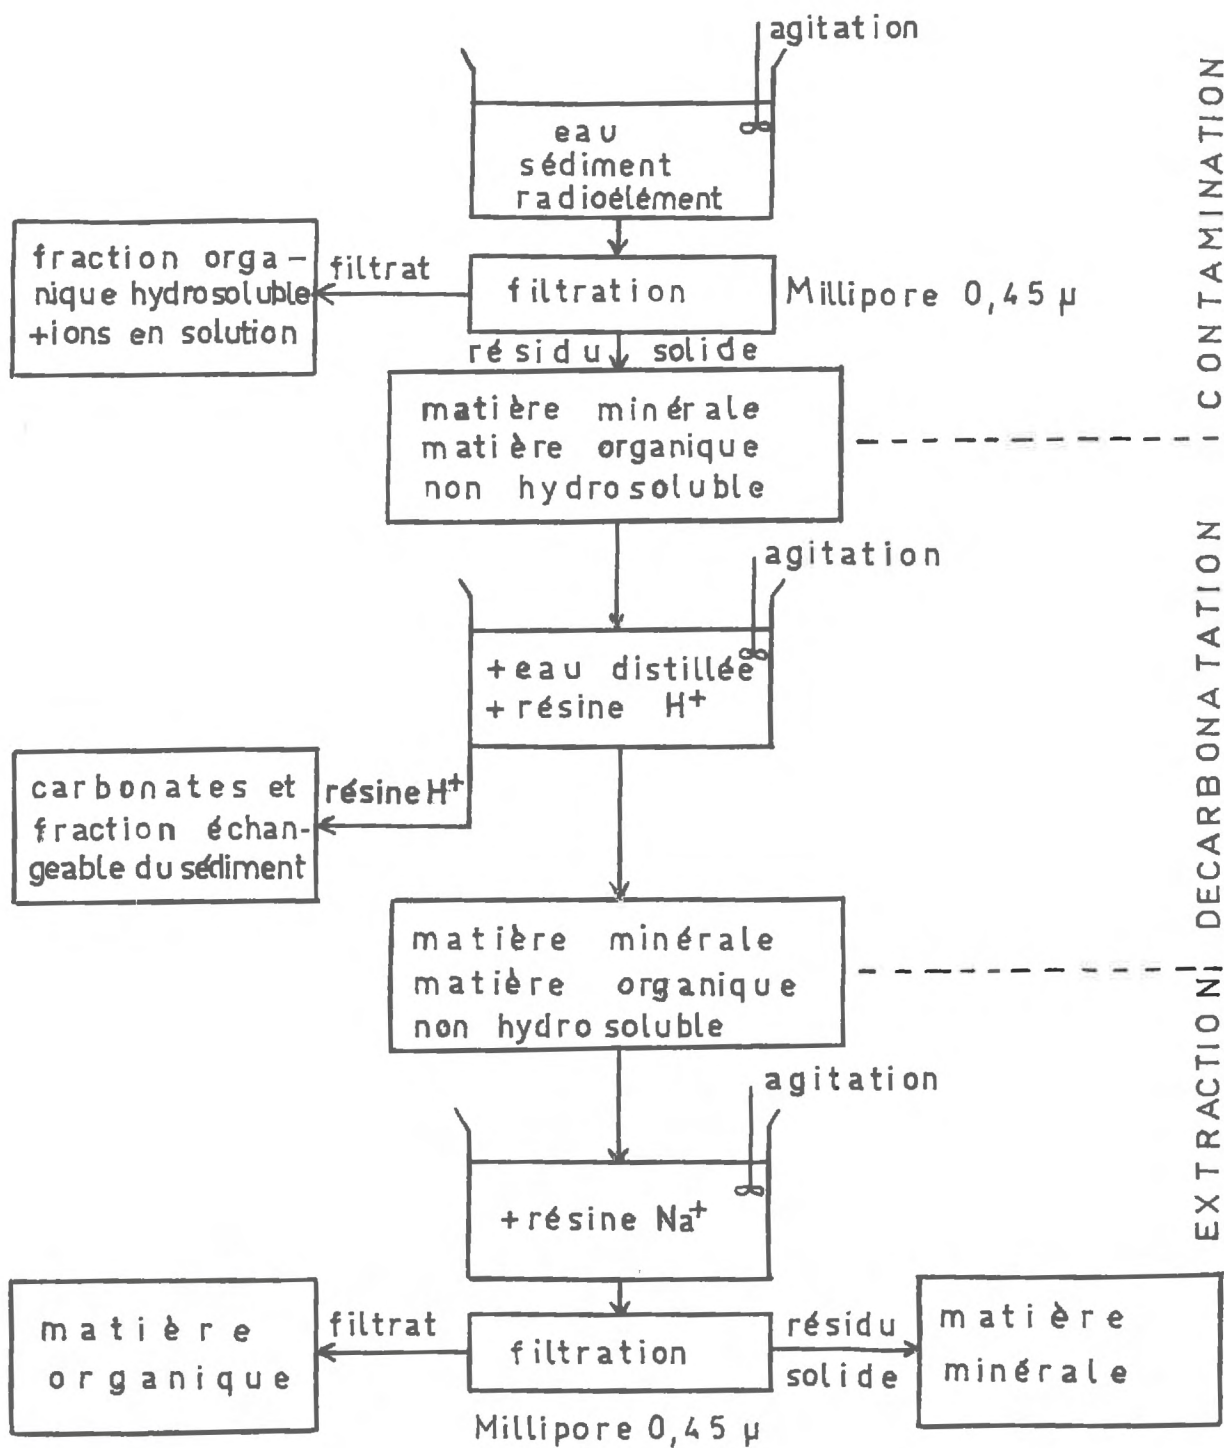 agitation
eau
sédiment
radioélément
fraction orga-
nique hydrosoluble
+ions en solution
filtrat
filtration
Millipore 0,45 µ
résidu solide
matière minérale
matière organique
non hydrosoluble
CONTAMINATION
agitation
+eau distillée
+résine H+
carbonates et
fraction échan-
geable du sédiment
résine H+
matière minérale
matière organique
non hydrosoluble
DECARBONATATION
agitation
+résine Na+
EXTRACTION
matière
organique
filtrat
filtration
résidu
solide
matière
minérale
Millipore 0,45 µ